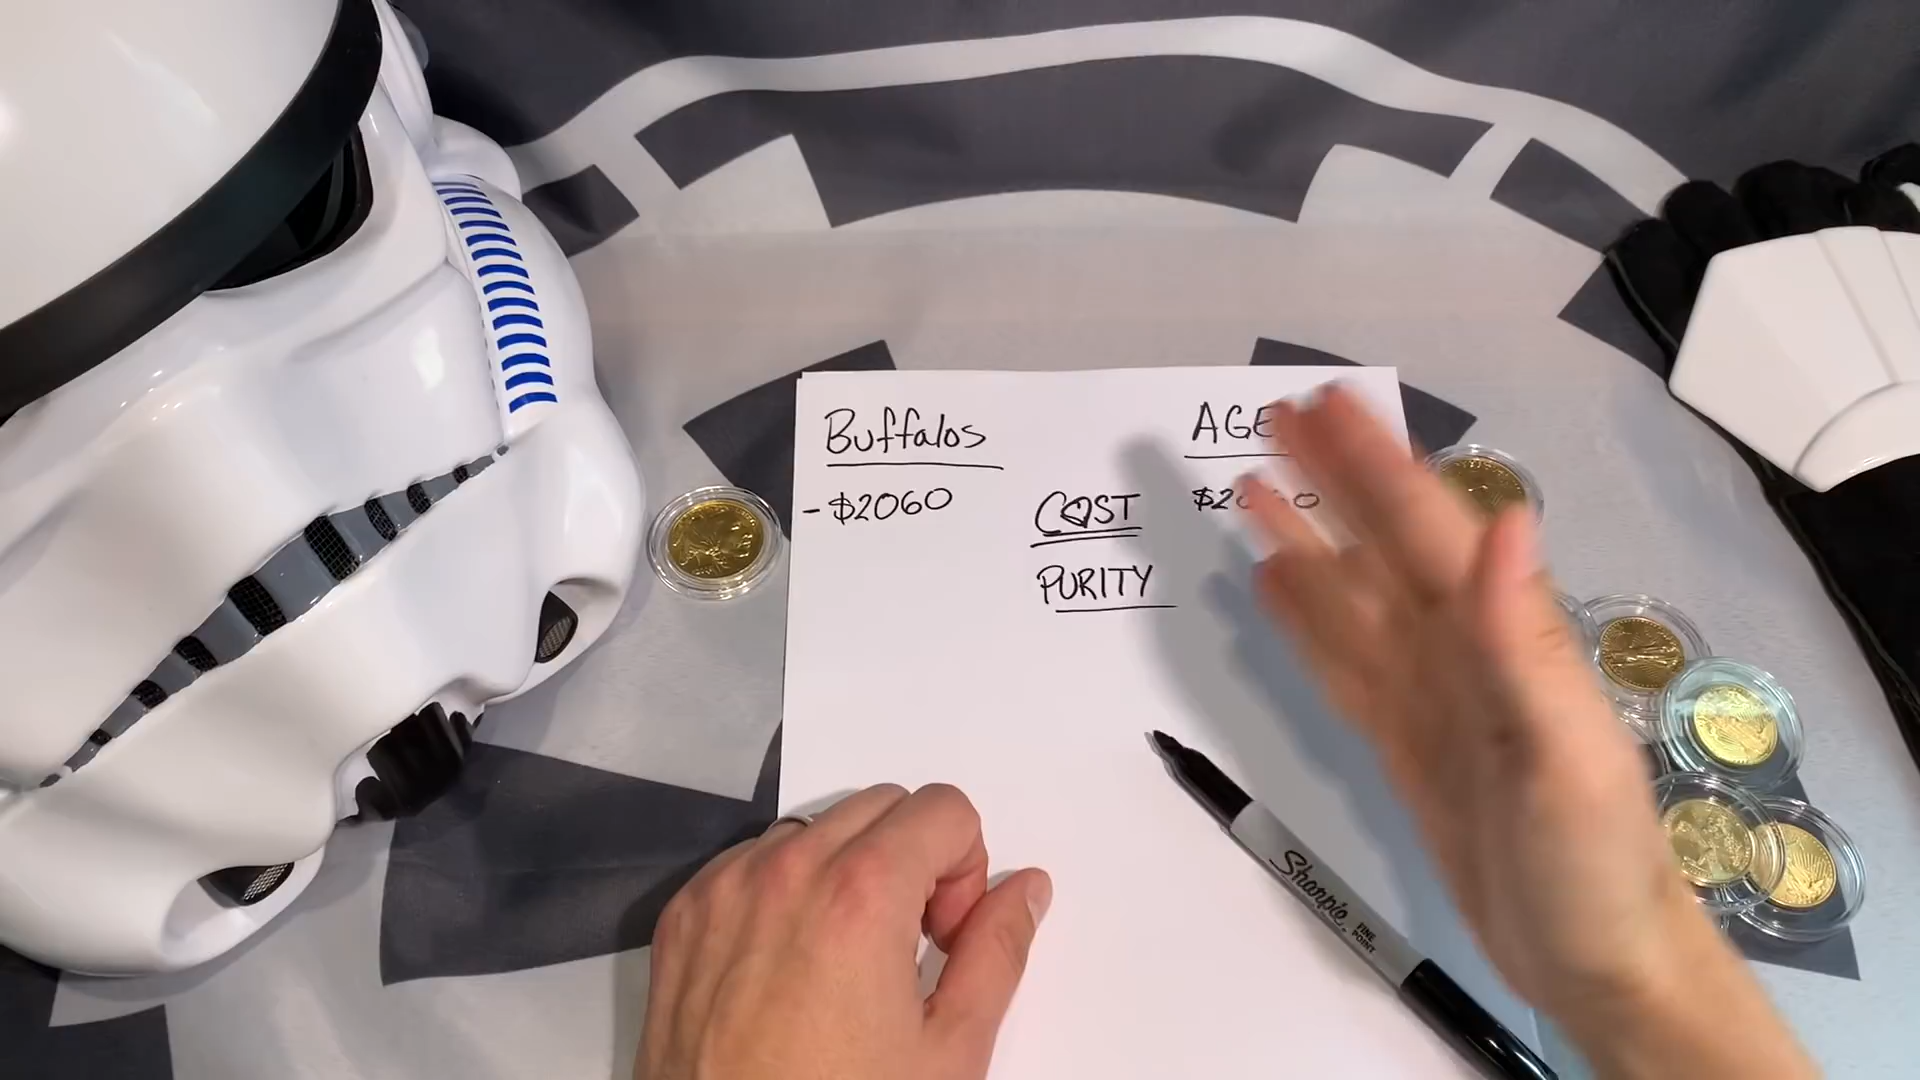 Buffalos
AGE
- $2060
COST
PURITY
Sharpie.
FINE
POINT